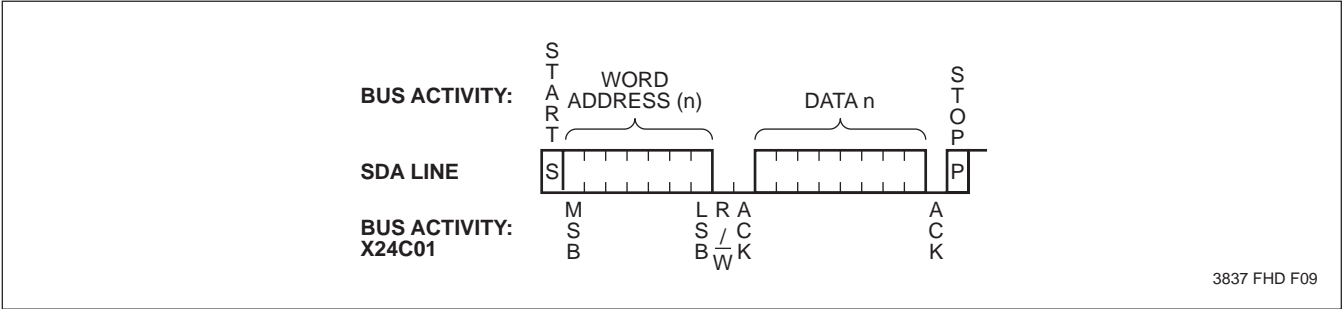 START
WORD
ADDRESS (n)
DATA n
STOP
BUS ACTIVITY:
SDA LINE
S
P
BUS ACTIVITY:
X24C01
MSB
LSB
R/W
ACK
ACK
3837 FHD F09